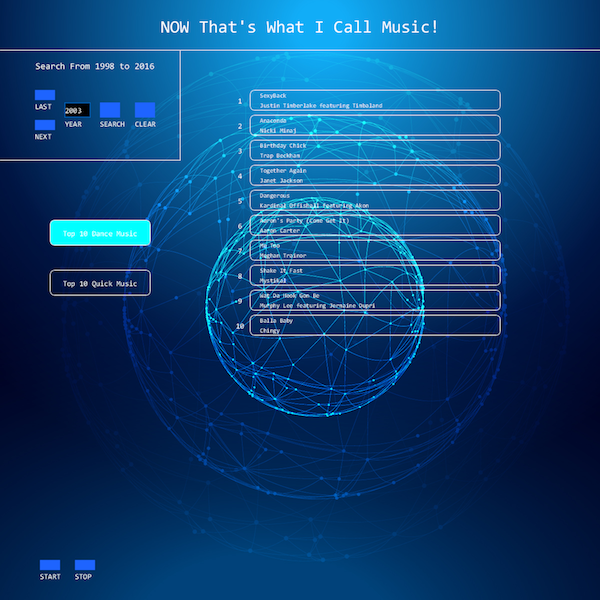 NOW That's What I Call Music!
Search From 1998 to 2016
LAST
NEXT
2003
YEAR
SEARCH
CLEAR
Top 10 Dance Music
Top 10 Quick Music
1
SexyBack
Justin Timberlake featuring Timbaland
2
Anaconda
Nicki Minaj
3
Birthday Chick
Trap Beckham
4
Together Again
Janet Jackson
5
Dangerous
Kardinal Offishall featuring Akon
6
Aaron's Party (Come Get It)
Aaron Carter
7
Me Too
Meghan Trainor
8
Shake It Fast
Mystikal
9
Wat Da Hook Gon Be
Murphy Lee featuring Jermaine Dupri
10
Balla Baby
Chingy
START
STOP